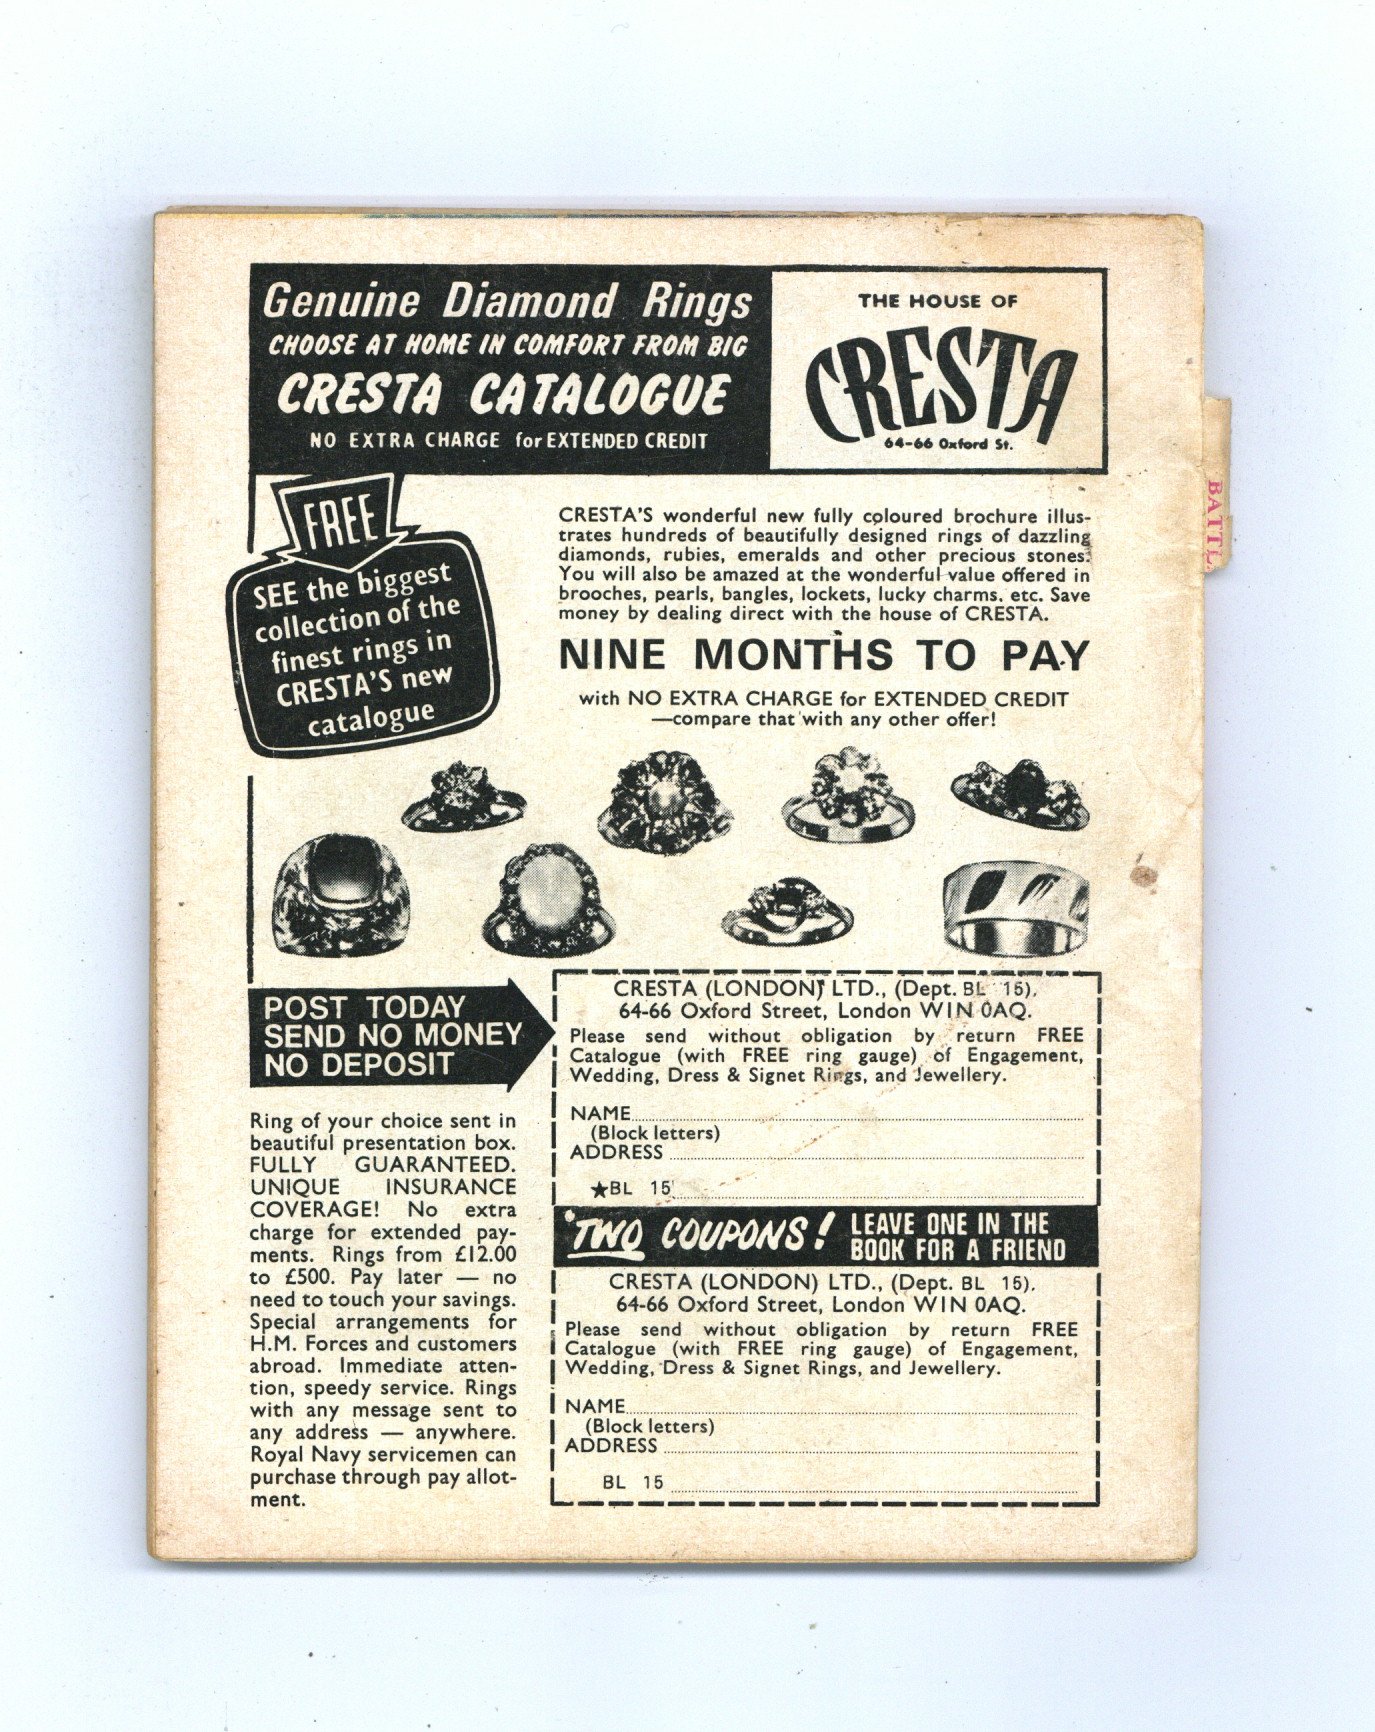 Genuine Diamond Rings
CHOOSE AT HOME IN COMFORT FROM BIG
CRESTA CATALOGUE
NO EXTRA CHARGE for EXTENDED CREDIT
THE HOUSE OF
CRESTA
64-66 Oxford St.
FREE
SEE the biggest
collection of the
finest rings in
CRESTA'S new
catalogue
CRESTA'S wonderful new fully coloured brochure illus-
trates hundreds of beautifully designed rings of dazzling
diamonds, rubies, emeralds and other precious stones.
You will also be amazed at the wonderful value offered in
brooches, pearls, bangles, lockets, lucky charms. etc. Save
money by dealing direct with the house of CRESTA.
NINE MONTHS TO PAY
with NO EXTRA CHARGE for EXTENDED CREDIT
—compare that with any other offer!
POST TODAY
SEND NO MONEY
NO DEPOSIT
Ring of your choice sent in
beautiful presentation box.
FULLY GUARANTEED.
UNIQUE INSURANCE
COVERAGE! No extra
charge for extended pay-
ments. Rings from £12.00
to £500. Pay later — no
need to touch your savings.
Special arrangements for
H.M. Forces and customers
abroad. Immediate atten-
tion, speedy service. Rings
with any message sent to
any address — anywhere.
Royal Navy servicemen can
purchase through pay allot-
ment.
CRESTA (LONDON) LTD., (Dept. BL 15).
64-66 Oxford Street, London WIN 0AQ.
Please send without obligation by return FREE
Catalogue (with FREE ring gauge) of Engagement,
Wedding, Dress & Signet Rings, and Jewellery.
NAME
(Block letters)
ADDRESS
★BL 15
TWO COUPONS! LEAVE ONE IN THE
BOOK FOR A FRIEND
CRESTA (LONDON) LTD., (Dept. BL 15).
64-66 Oxford Street, London WIN 0AQ.
Please send without obligation by return FREE
Catalogue (with FREE ring gauge) of Engagement,
Wedding, Dress & Signet Rings, and Jewellery.
NAME
(Block letters)
ADDRESS
BL 15
BATTL